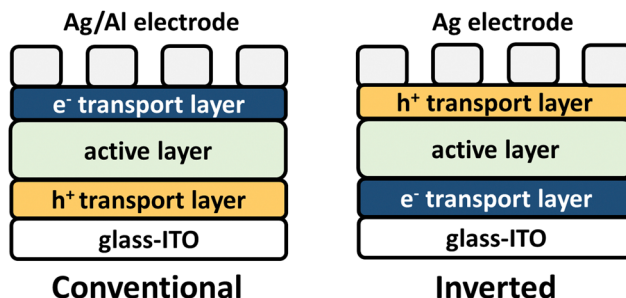 Ag/Al electrode
e⁻ transport layer
active layer
h⁺ transport layer
glass-ITO
Conventional
Ag electrode
h⁺ transport layer
active layer
e⁻ transport layer
glass-ITO
Inverted